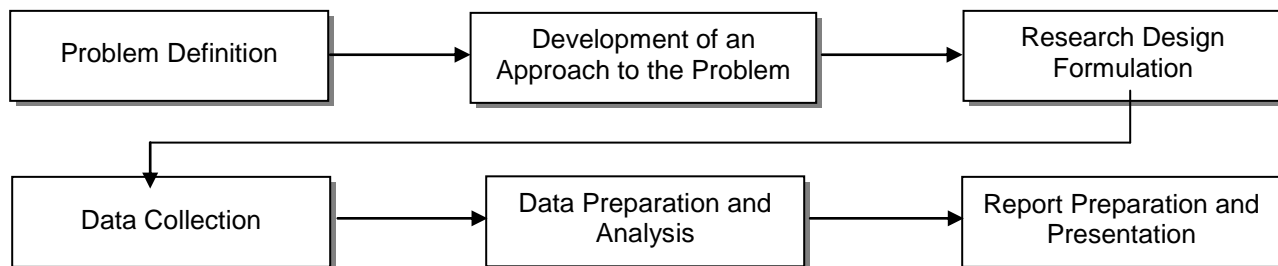 Problem Definition
Development of an
Approach to the Problem
Research Design
Formulation
Data Collection
Data Preparation and
Analysis
Report Preparation and
Presentation